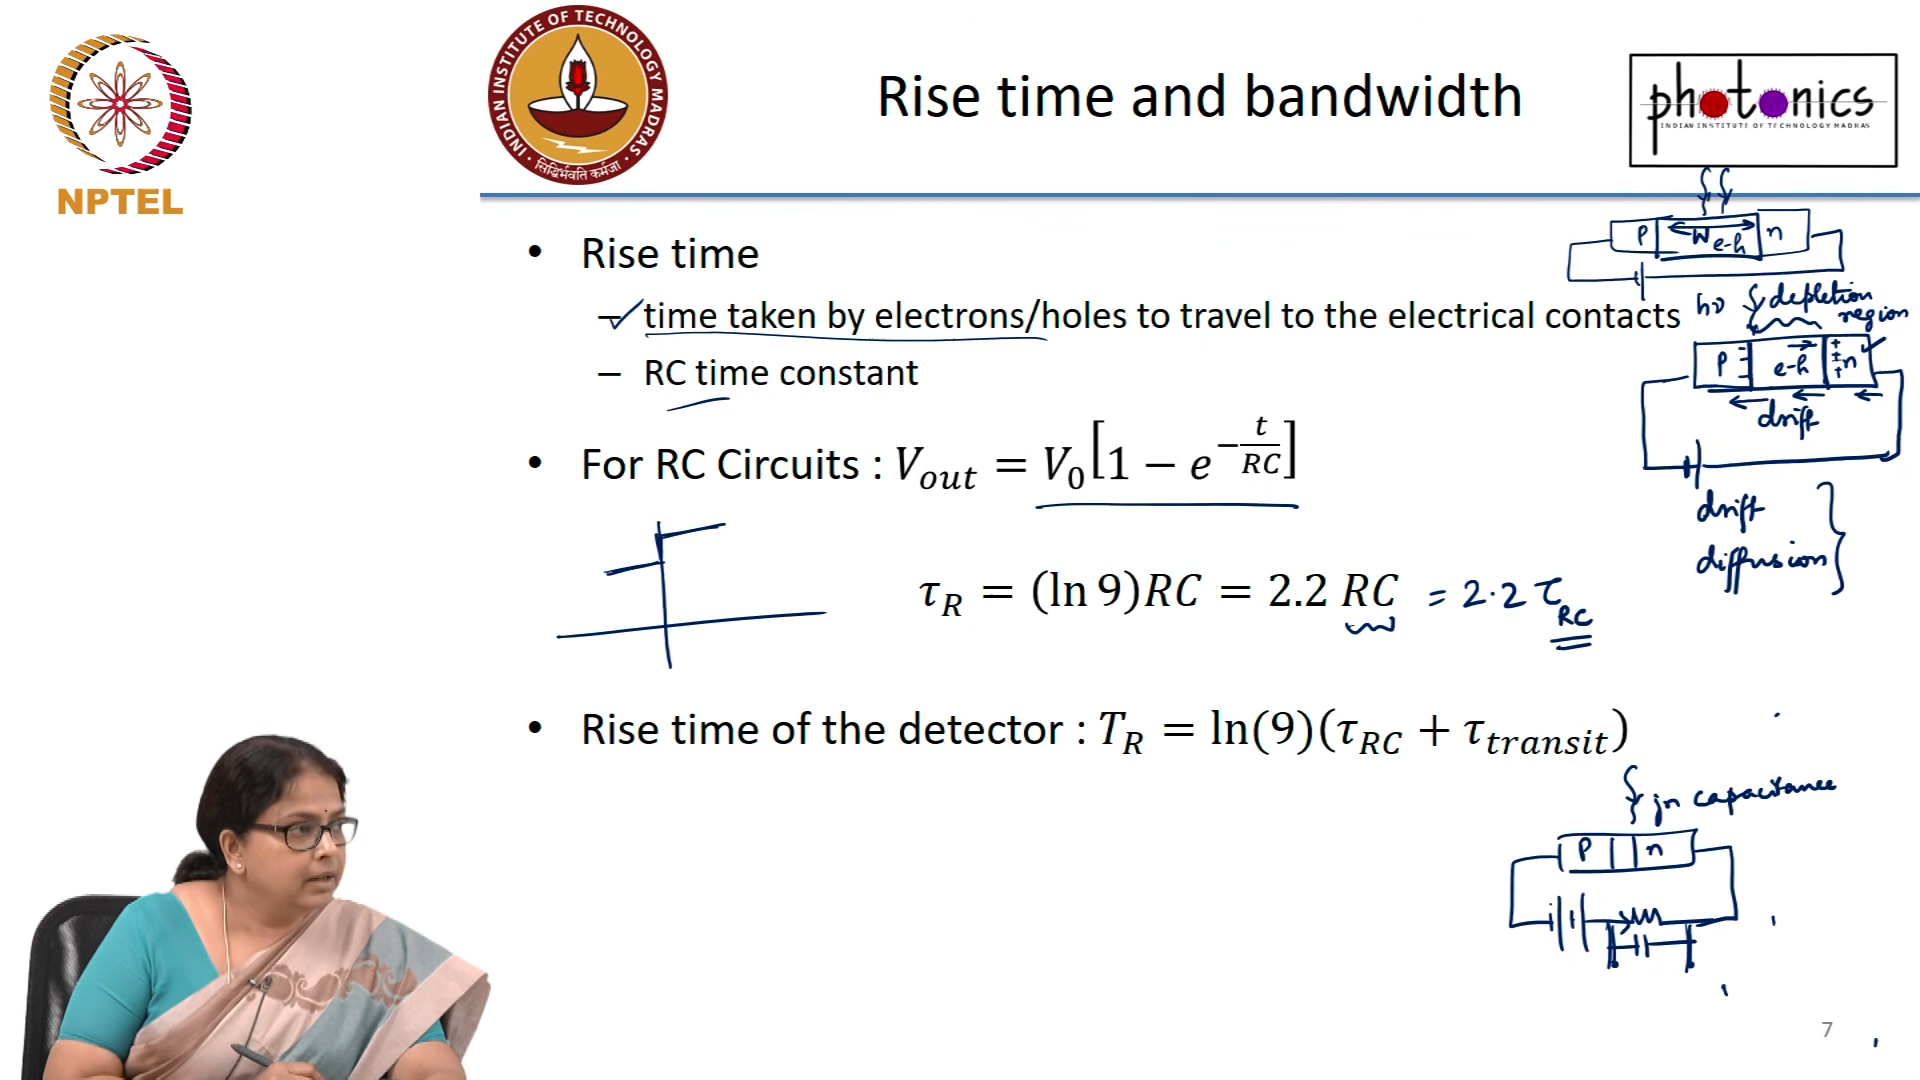 NPTEL
INDIAN INSTITUTE OF TECHNOLOGY MADRAS
सिद्धिर्भवति कर्मजा
Rise time and bandwidth
photonics
INDIAN INSTITUTE OF TECHNOLOGY MADRAS
p W e-h n
• Rise time
– time taken by electrons/holes to travel to the electrical contacts
hν depletion
region
P e-h n
– RC time constant
drift
• For RC Circuits : V_out = V_0[1 − e^{−t/RC}]
drift
diffusion
τ_R = (ln 9)RC = 2.2 RC = 2.2 τ_RC
• Rise time of the detector : T_R = ln(9)(τ_RC + τ_transit)
jn capacitance
P n
7